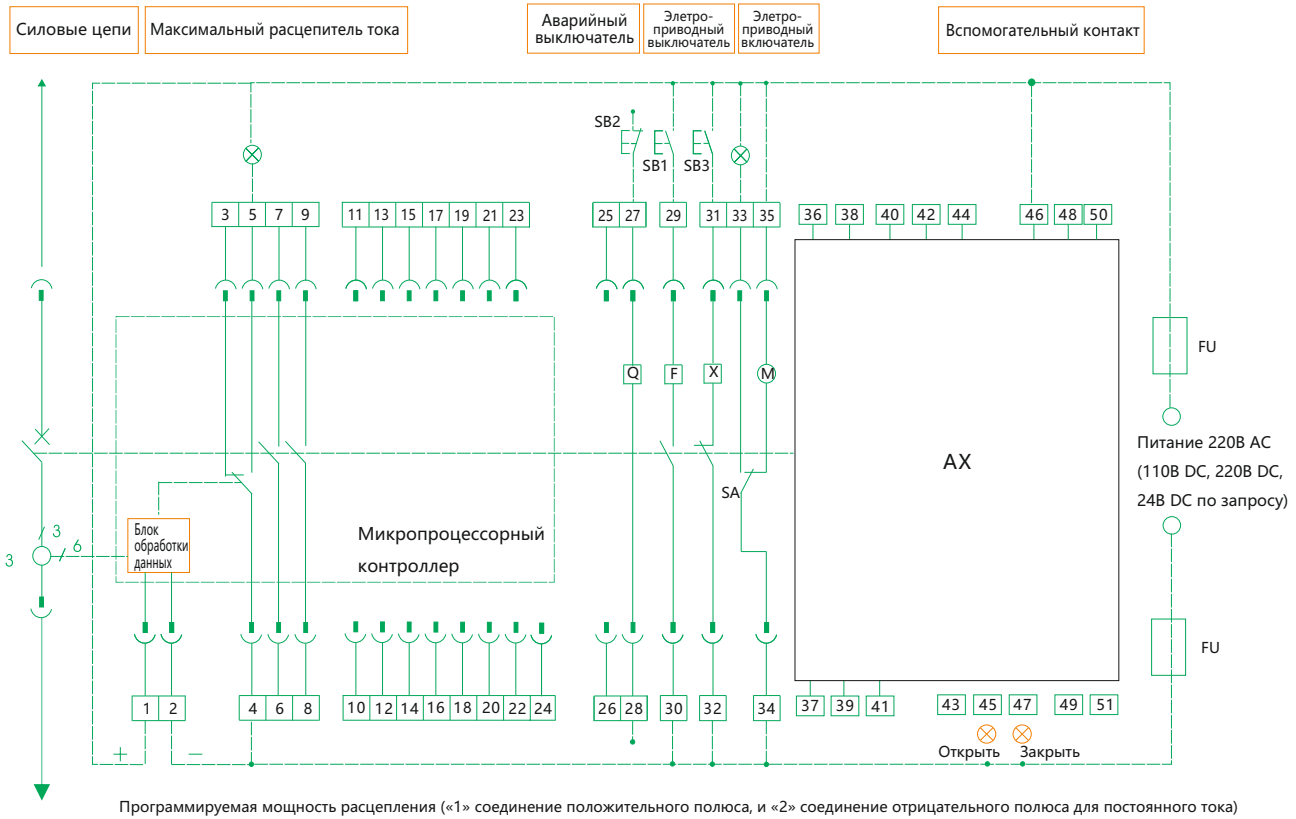 Силовые цепи
Максимальный расцепитель тока
Аварийный
выключатель
Элетро-
приводный
выключатель
Элетро-
приводный
включатель
Вспомогательный контакт
SB2
SB1
SB3
3
5
7
9
11
13
15
17
19
21
23
25
27
29
31
33
35
36
38
40
42
44
46
48
50
FU
Q
F
X
M
Питание 220В АС
(110В DC, 220В DC,
24В DC по запросу)
AX
SA
3
3
6
Блок
обработки
данных
Микропроцессорный
контроллер
FU
1
2
4
6
8
10
12
14
16
18
20
22
24
26
28
30
32
34
37
39
41
43
45
47
49
51
+
−
Открыть
Закрыть
Программируемая мощность расцепления («1» соединение положительного полюса, и «2» соединение отрицательного полюса для постоянного тока)